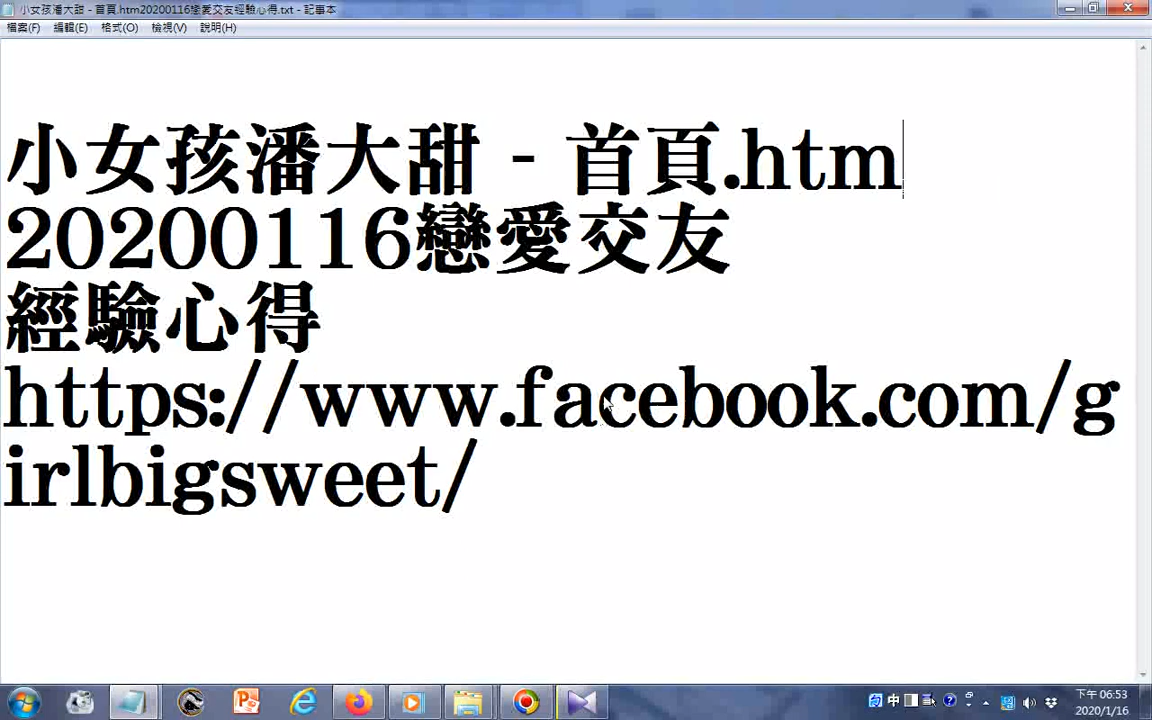 小女孩潘大甜 - 首頁.htm20200116戀愛交友經驗心得.txt - 記事本
檔案(F) 編輯(E) 格式(O) 檢視(V) 說明(H)
小女孩潘大甜 - 首頁.htm
20200116戀愛交友
經驗心得
https://www.facebook.com/g
irlbigsweet/
中
下午 06:53
2020/1/16